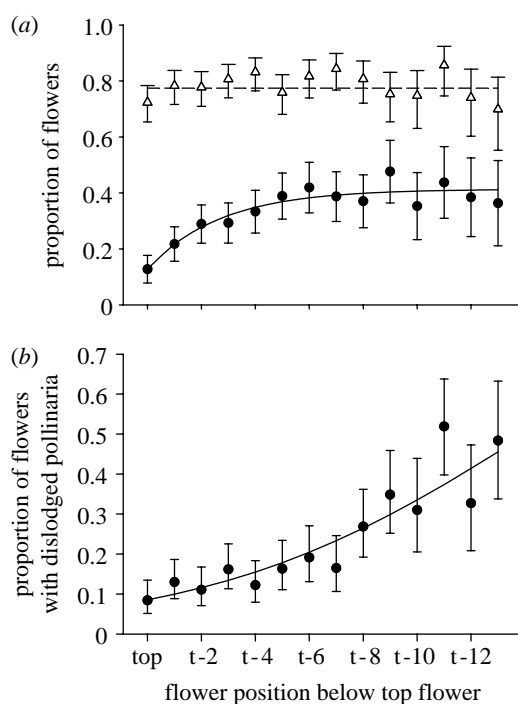 (a)
1.0
0.8
0.6
0.4
0.2
0
proportion of flowers
(b)
0.7
0.6
0.5
0.4
0.3
0.2
0.1
0
proportion of flowers
with dislodged pollinaria
top t-2 t-4 t-6 t-8 t-10 t-12
flower position below top flower